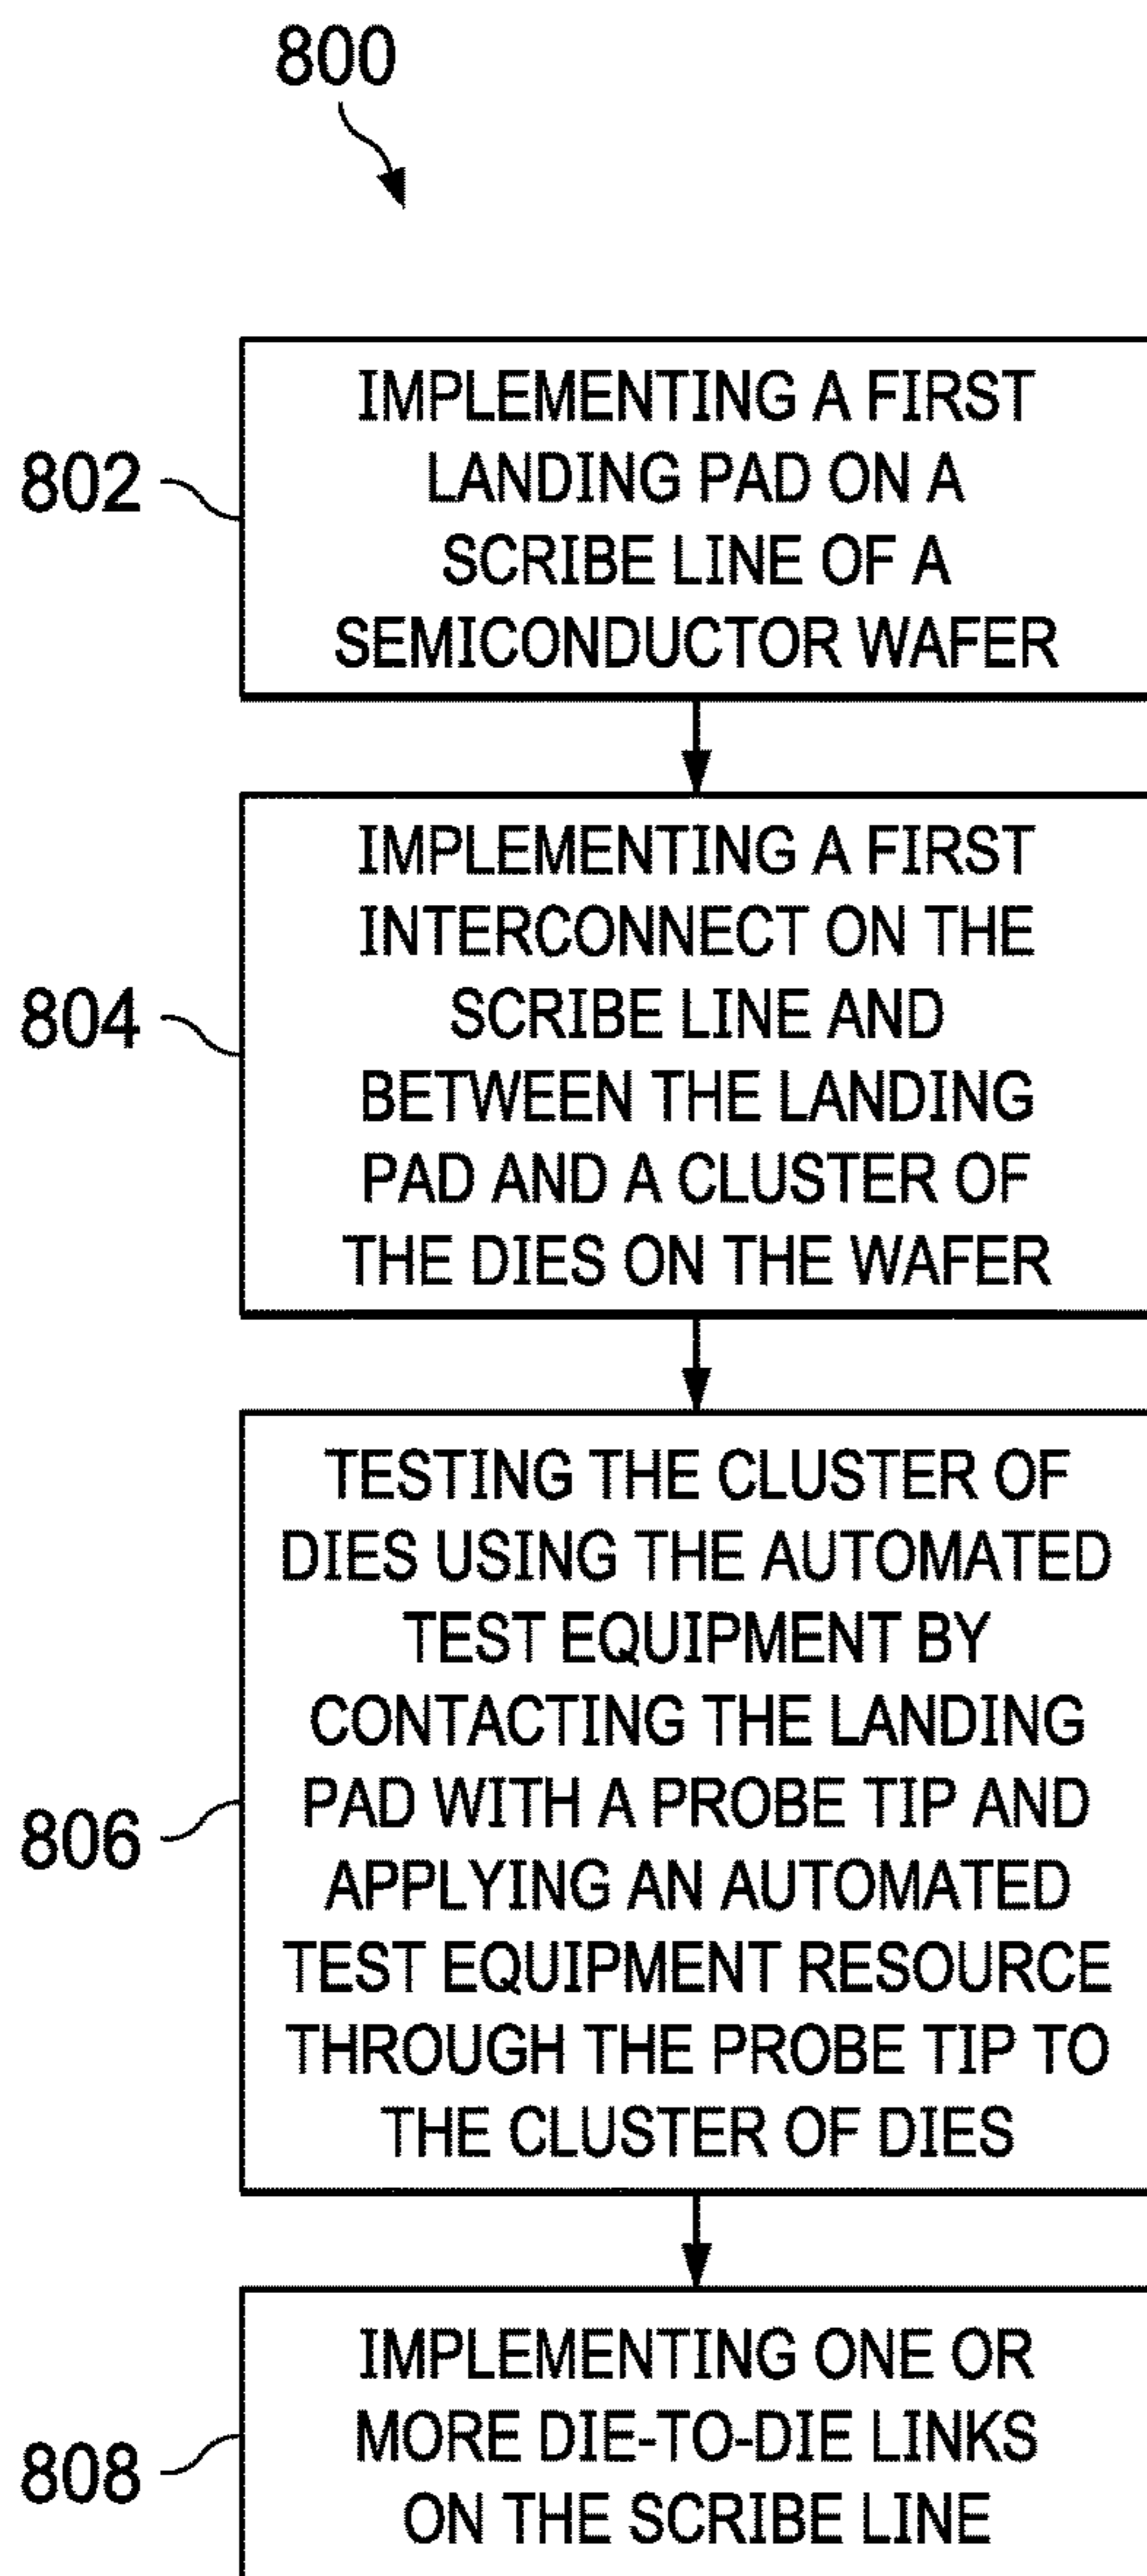 800
802
IMPLEMENTING A FIRST
LANDING PAD ON A
SCRIBE LINE OF A
SEMICONDUCTOR WAFER
804
IMPLEMENTING A FIRST
INTERCONNECT ON THE
SCRIBE LINE AND
BETWEEN THE LANDING
PAD AND A CLUSTER OF
THE DIES ON THE WAFER
806
TESTING THE CLUSTER OF
DIES USING THE AUTOMATED
TEST EQUIPMENT BY
CONTACTING THE LANDING
PAD WITH A PROBE TIP AND
APPLYING AN AUTOMATED
TEST EQUIPMENT RESOURCE
THROUGH THE PROBE TIP TO
THE CLUSTER OF DIES
808
IMPLEMENTING ONE OR
MORE DIE-TO-DIE LINKS
ON THE SCRIBE LINE